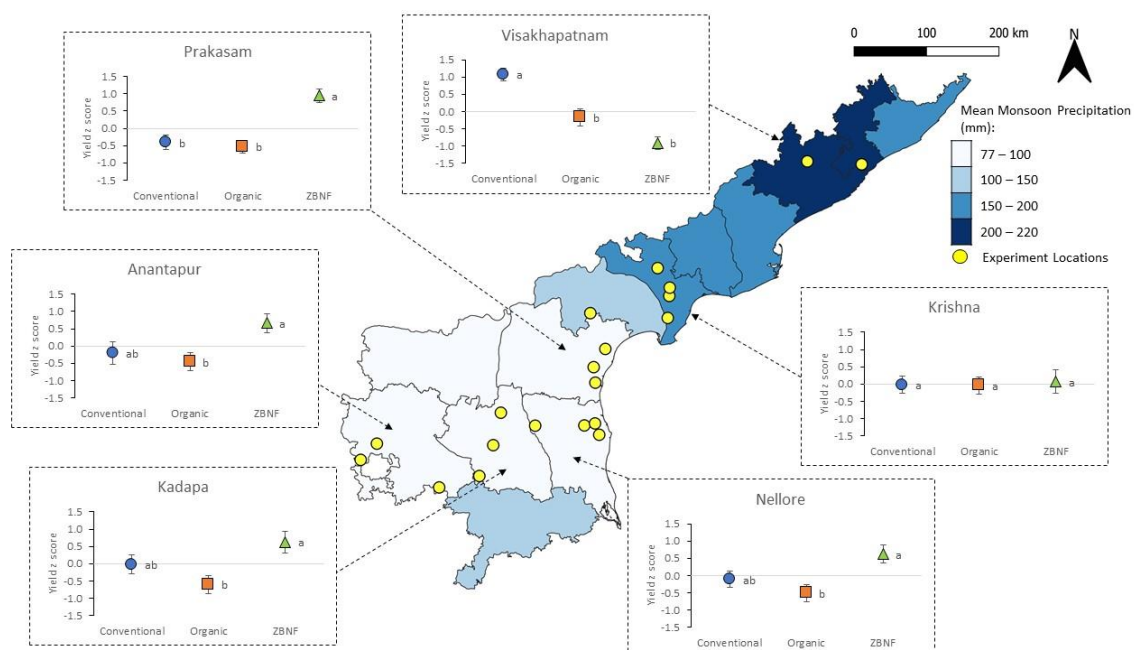 Prakasam
Yield z score
1.5
1.0
0.5
0.0
-0.5
-1.0
-1.5
b
b
a
Conventional Organic ZBNF
Visakhapatnam
Yield z score
1.5
1.0
0.5
0.0
-0.5
-1.0
-1.5
a
b
b
Conventional Organic ZBNF
0 100 200 km
Mean Monsoon Precipitation
(mm):
77 – 100
100 – 150
150 – 200
200 – 220
Experiment Locations
Anantapur
Yield z score
1.5
1.0
0.5
0.0
-0.5
-1.0
-1.5
ab
b
a
Conventional Organic ZBNF
Krishna
Yield z score
1.5
1.0
0.5
0.0
-0.5
-1.0
-1.5
a
a
a
Conventional Organic ZBNF
Kadapa
Yield z score
1.5
1.0
0.5
0.0
-0.5
-1.0
-1.5
ab
b
a
Conventional Organic ZBNF
Nellore
Yield z score
1.5
1.0
0.5
0.0
-0.5
-1.0
-1.5
ab
b
a
Conventional Organic ZBNF